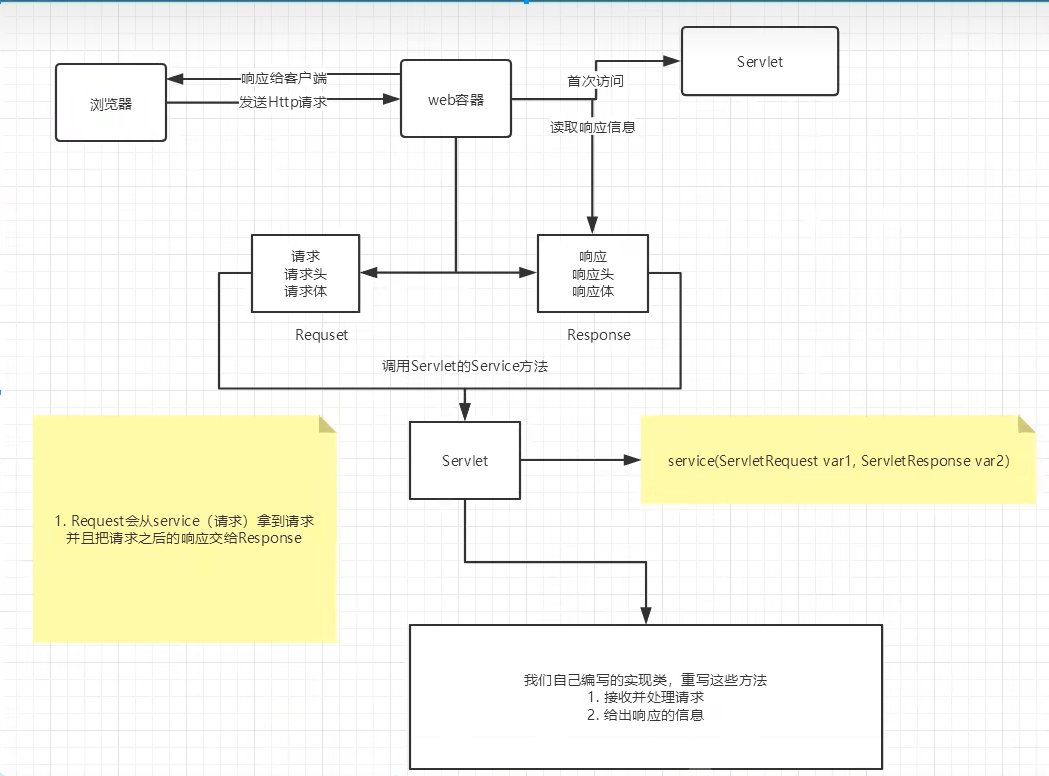 Servlet
响应给客户端
首次访问
浏览器
发送Http请求
web容器
读取响应信息
请求
请求头
请求体
响应
响应头
响应体
Requset
Response
调用Servlet的Service方法
Servlet
service(ServletRequest var1, ServletResponse var2)
1. Request会从service（请求）拿到请求
并且把请求之后的响应交给Response
我们自己编写的实现类，重写这些方法
1. 接收并处理请求
2. 给出响应的信息